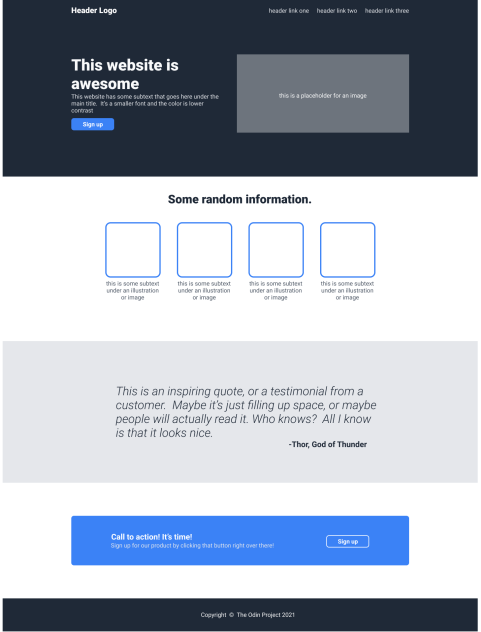 Header Logo
header link one
header link two
header link three
This website is
awesome
This website has some subtext that goes here under the
main title.  It's a smaller font and the color is lower
contrast
Sign up
this is a placeholder for an image
Some random information.
this is some subtext
under an illustration
or image
this is some subtext
under an illustration
or image
this is some subtext
under an illustration
or image
this is some subtext
under an illustration
or image
This is an inspiring quote, or a testimonial from a
customer.  Maybe it's just filling up space, or maybe
people will actually read it. Who knows?  All I know
is that it looks nice.
-Thor, God of Thunder
Call to action! It's time!
Sign up for our product by clicking that button right over there!
Sign up
Copyright © The Odin Project 2021